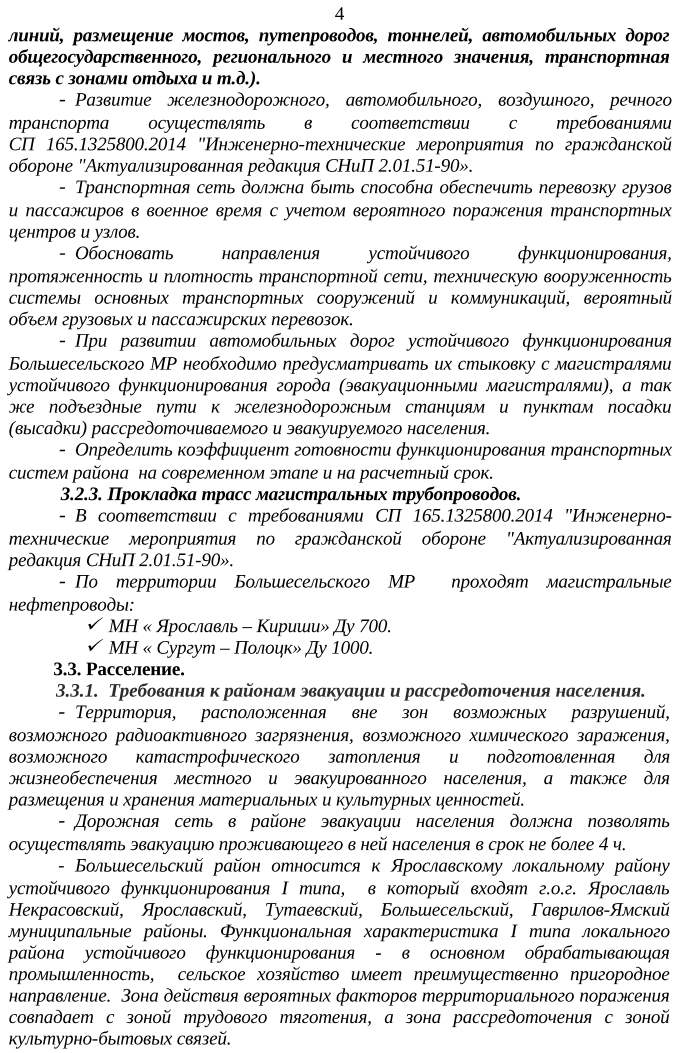 4
линий, размещение мостов, путепроводов, тоннелей, автомобильных дорог
общегосударственного, регионального и местного значения, транспортная
связь с зонами отдыха и т.д.).
- Развитие железнодорожного, автомобильного, воздушного, речного
транспорта осуществлять в соответствии с требованиями
СП 165.1325800.2014 "Инженерно-технические мероприятия по гражданской
обороне "Актуализированная редакция СНиП 2.01.51-90».
- Транспортная сеть должна быть способна обеспечить перевозку грузов
и пассажиров в военное время с учетом вероятного поражения транспортных
центров и узлов.
- Обосновать направления устойчивого функционирования,
протяженность и плотность транспортной сети, техническую вооруженность
системы основных транспортных сооружений и коммуникаций, вероятный
объем грузовых и пассажирских перевозок.
- При развитии автомобильных дорог устойчивого функционирования
Большесельского МР необходимо предусматривать их стыковку с магистралями
устойчивого функционирования города (эвакуационными магистралями), а так
же подъездные пути к железнодорожным станциям и пунктам посадки
(высадки) рассредоточиваемого и эвакуируемого населения.
- Определить коэффициент готовности функционирования транспортных
систем района на современном этапе и на расчетный срок.
3.2.3. Прокладка трасс магистральных трубопроводов.
- В соответствии с требованиями СП 165.1325800.2014 "Инженерно-
технические мероприятия по гражданской обороне "Актуализированная
редакция СНиП 2.01.51-90».
- По территории Большесельского МР проходят магистральные
нефтепроводы:
✓ МН « Ярославль – Кириши» Ду 700.
✓ МН « Сургут – Полоцк» Ду 1000.
3.3. Расселение.
3.3.1. Требования к районам эвакуации и рассредоточения населения.
- Территория, расположенная вне зон возможных разрушений,
возможного радиоактивного загрязнения, возможного химического заражения,
возможного катастрофического затопления и подготовленная для
жизнеобеспечения местного и эвакуированного населения, а также для
размещения и хранения материальных и культурных ценностей.
- Дорожная сеть в районе эвакуации населения должна позволять
осуществлять эвакуацию проживающего в ней населения в срок не более 4 ч.
- Большесельский район относится к Ярославскому локальному району
устойчивого функционирования I типа, в который входят г.о.г. Ярославль
Некрасовский, Ярославский, Тутаевский, Большесельский, Гаврилов-Ямский
муниципальные районы. Функциональная характеристика I типа локального
района устойчивого функционирования - в основном обрабатывающая
промышленность, сельское хозяйство имеет преимущественно пригородное
направление. Зона действия вероятных факторов территориального поражения
совпадает с зоной трудового тяготения, а зона рассредоточения с зоной
культурно-бытовых связей.